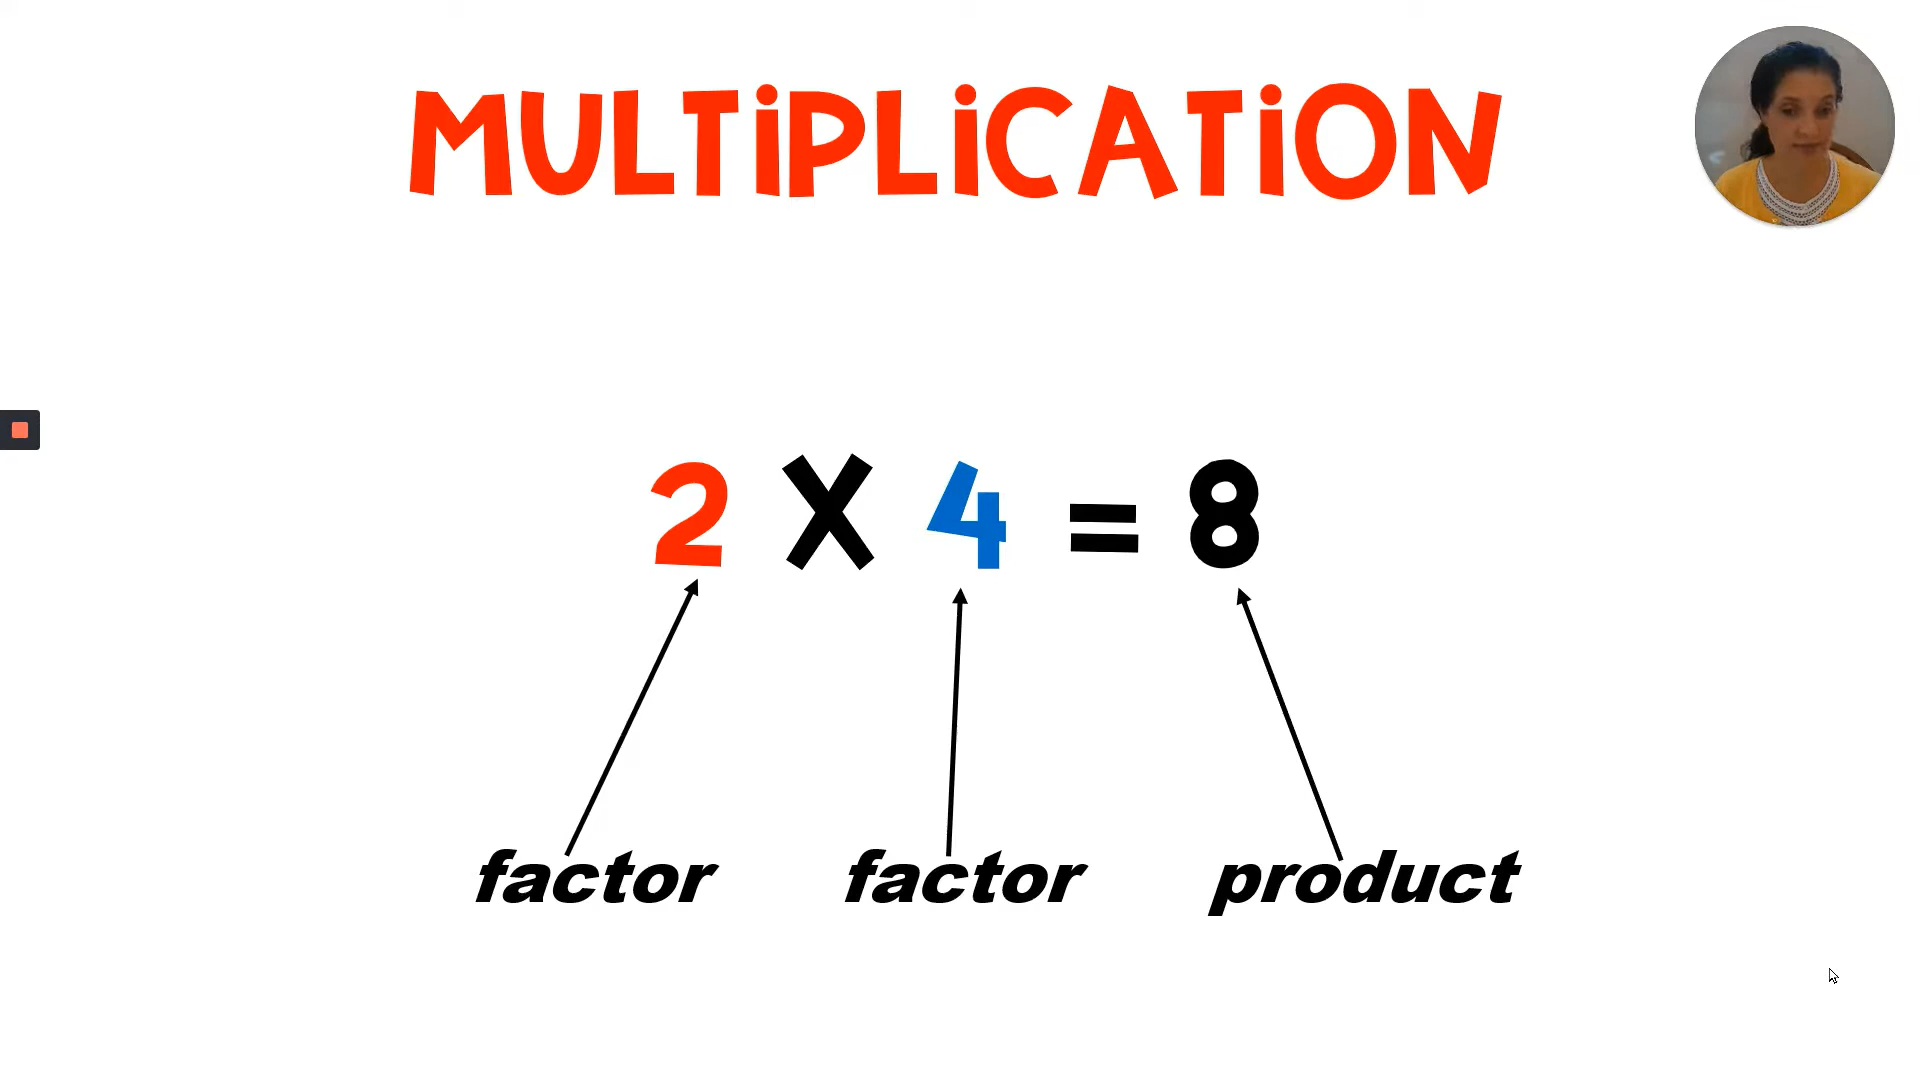 MULTiPLiCATiON
2 X 4 = 8
factor factor product